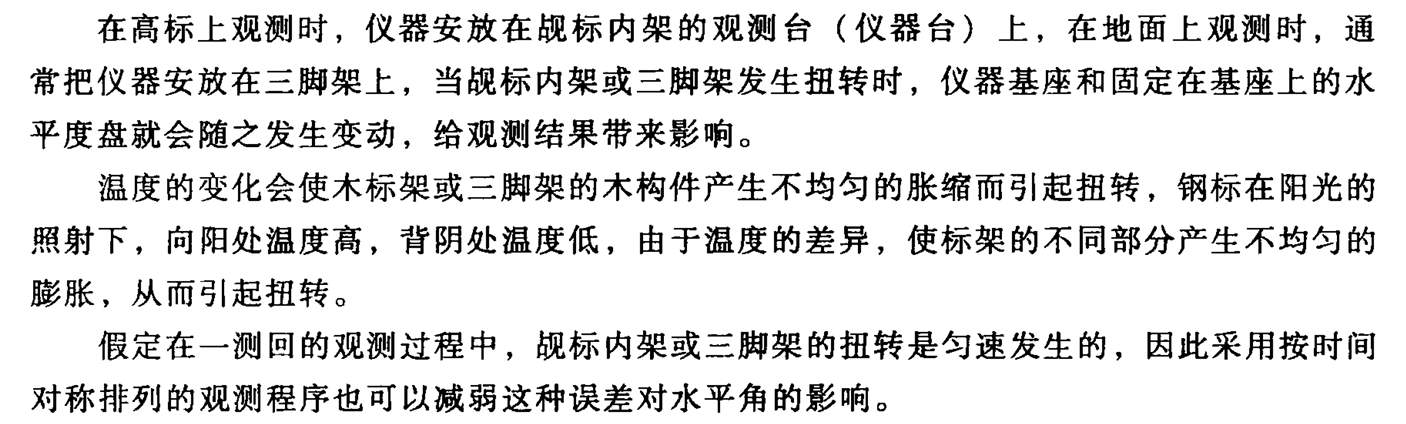 在高标上观测时，仪器安放在觇标内架的观测台（仪器台）上，在地面上观测时，通
常把仪器安放在三脚架上，当觇标内架或三脚架发生扭转时，仪器基座和固定在基座上的水
平度盘就会随之发生变动，给观测结果带来影响。
温度的变化会使木标架或三脚架的木构件产生不均匀的胀缩而引起扭转，钢标在阳光的
照射下，向阳处温度高，背阴处温度低，由于温度的差异，使标架的不同部分产生不均匀的
膨胀，从而引起扭转。
假定在一测回的观测过程中，觇标内架或三脚架的扭转是匀速发生的，因此采用按时间
对称排列的观测程序也可以减弱这种误差对水平角的影响。